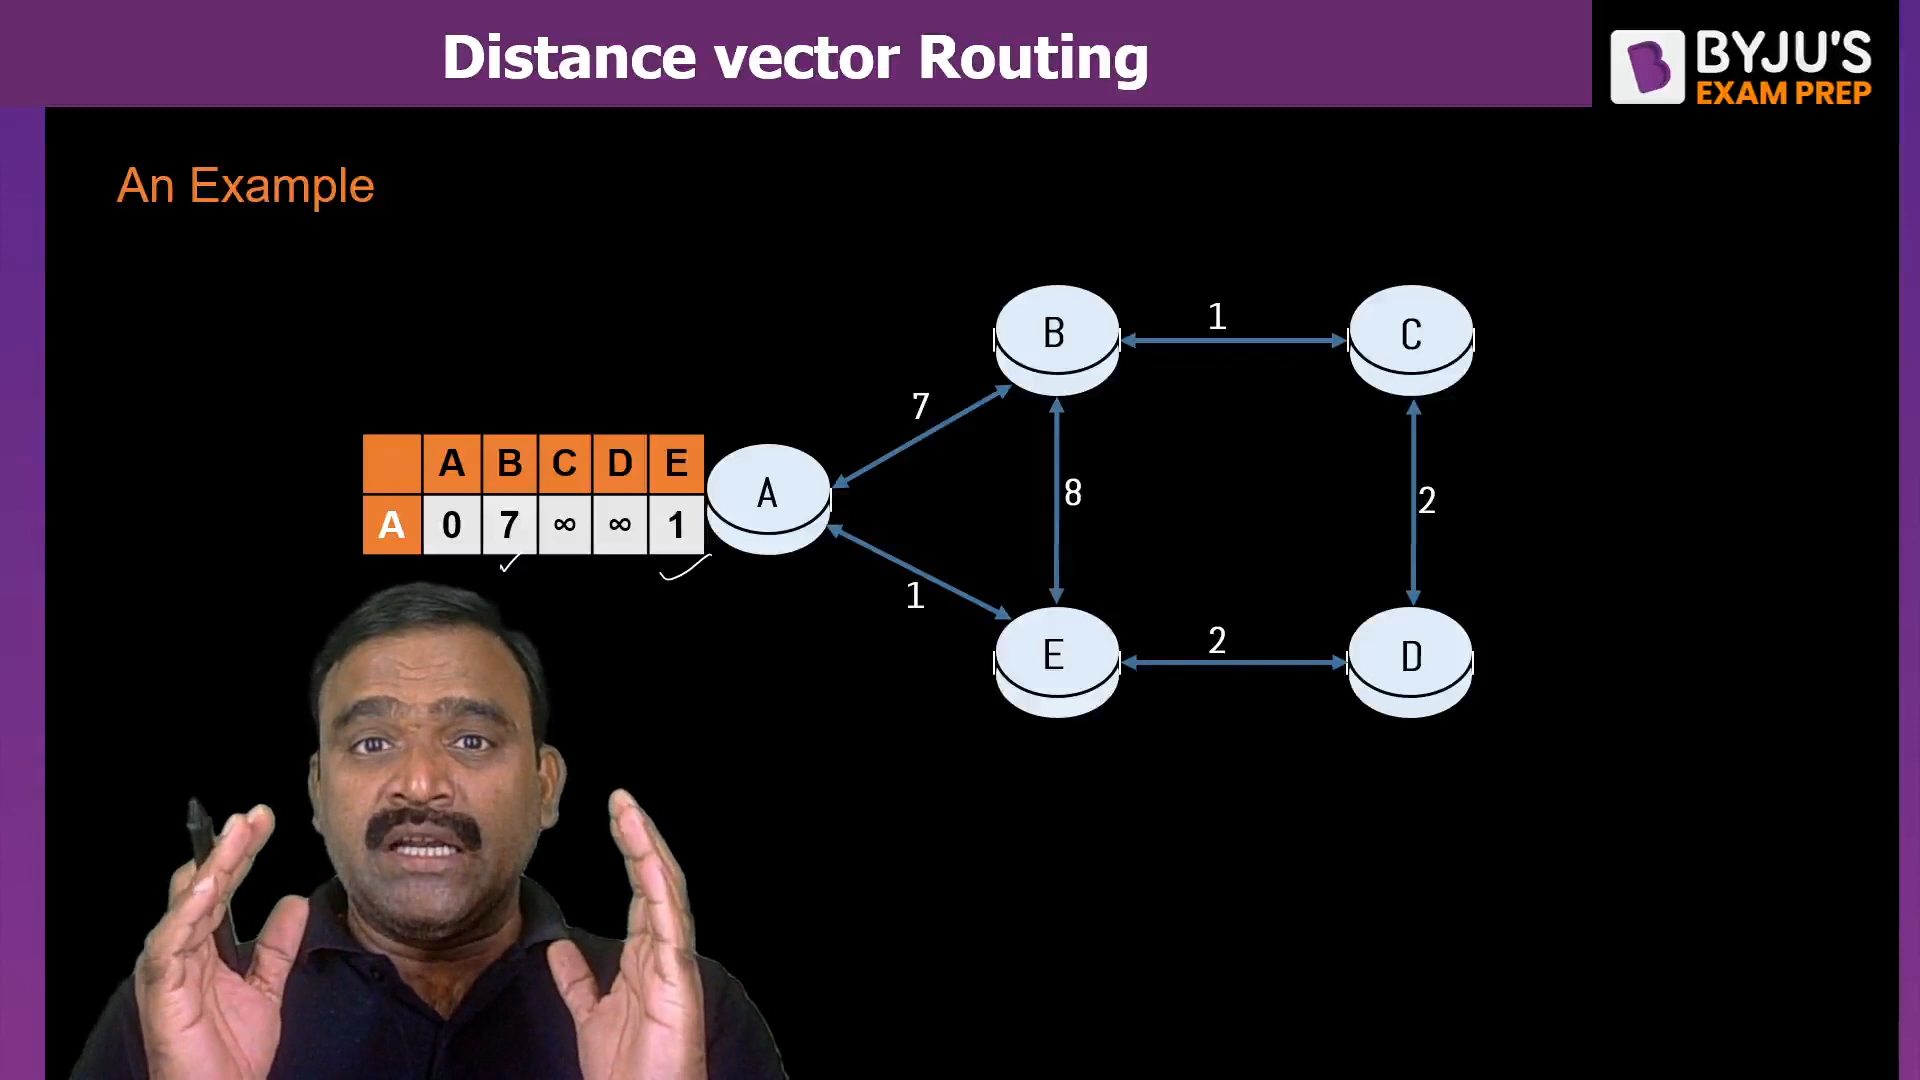 Distance vector Routing
BYJU'S
EXAM PREP
An Example
B
1
C
7
A B C D E
A 0 7 ∞ ∞ 1
A
8
2
1
E
2
D